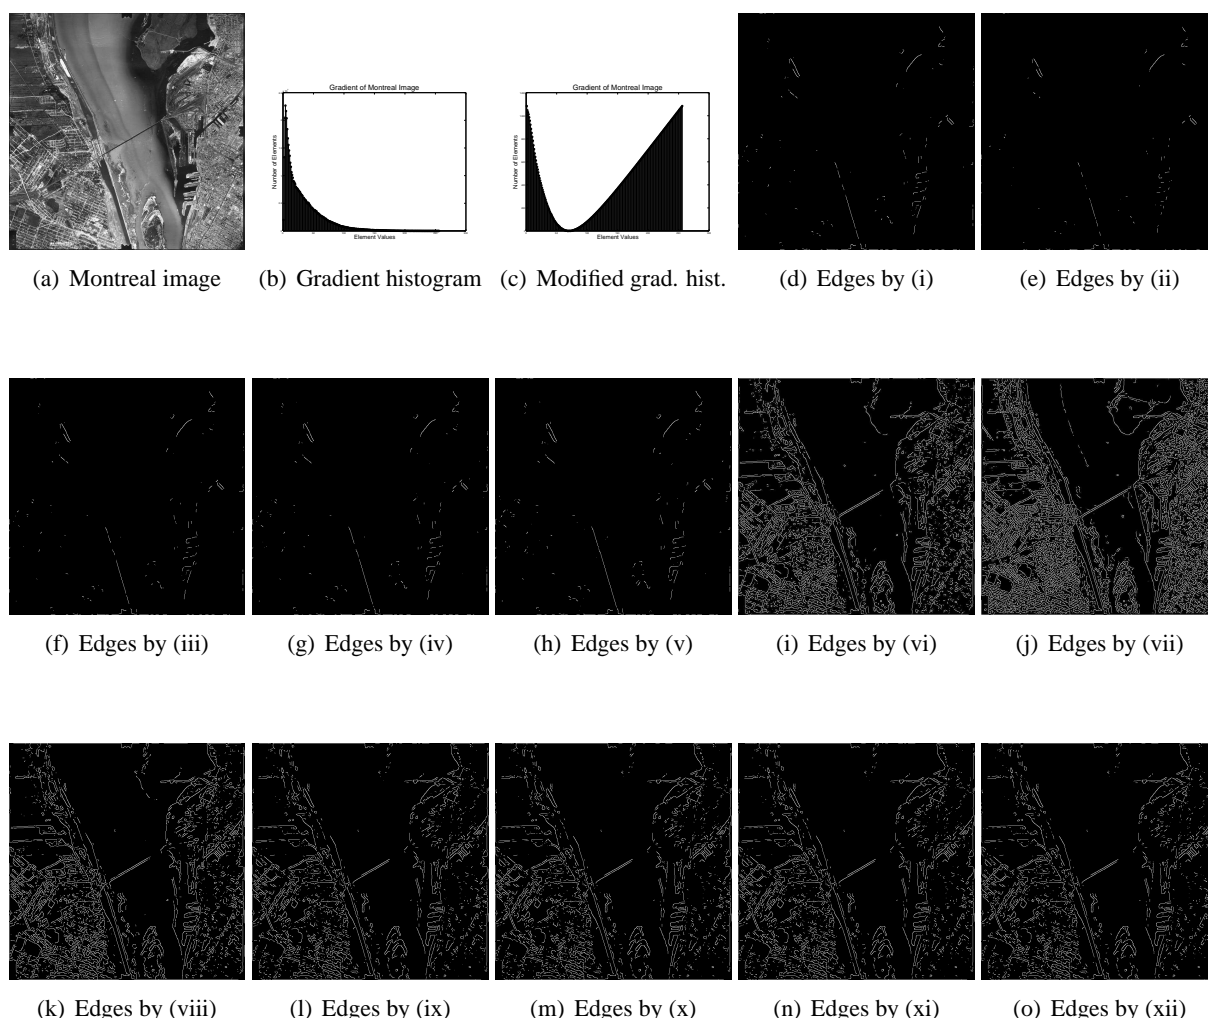 Gradient of Montreal Image
Gradient of Montreal Image
Number of Elements
Number of Elements
Element Values
Element Values
(a) Montreal image
(b) Gradient histogram
(c) Modified grad. hist.
(d) Edges by (i)
(e) Edges by (ii)
(f) Edges by (iii)
(g) Edges by (iv)
(h) Edges by (v)
(i) Edges by (vi)
(j) Edges by (vii)
(k) Edges by (viii)
(l) Edges by (ix)
(m) Edges by (x)
(n) Edges by (xi)
(o) Edges by (xii)